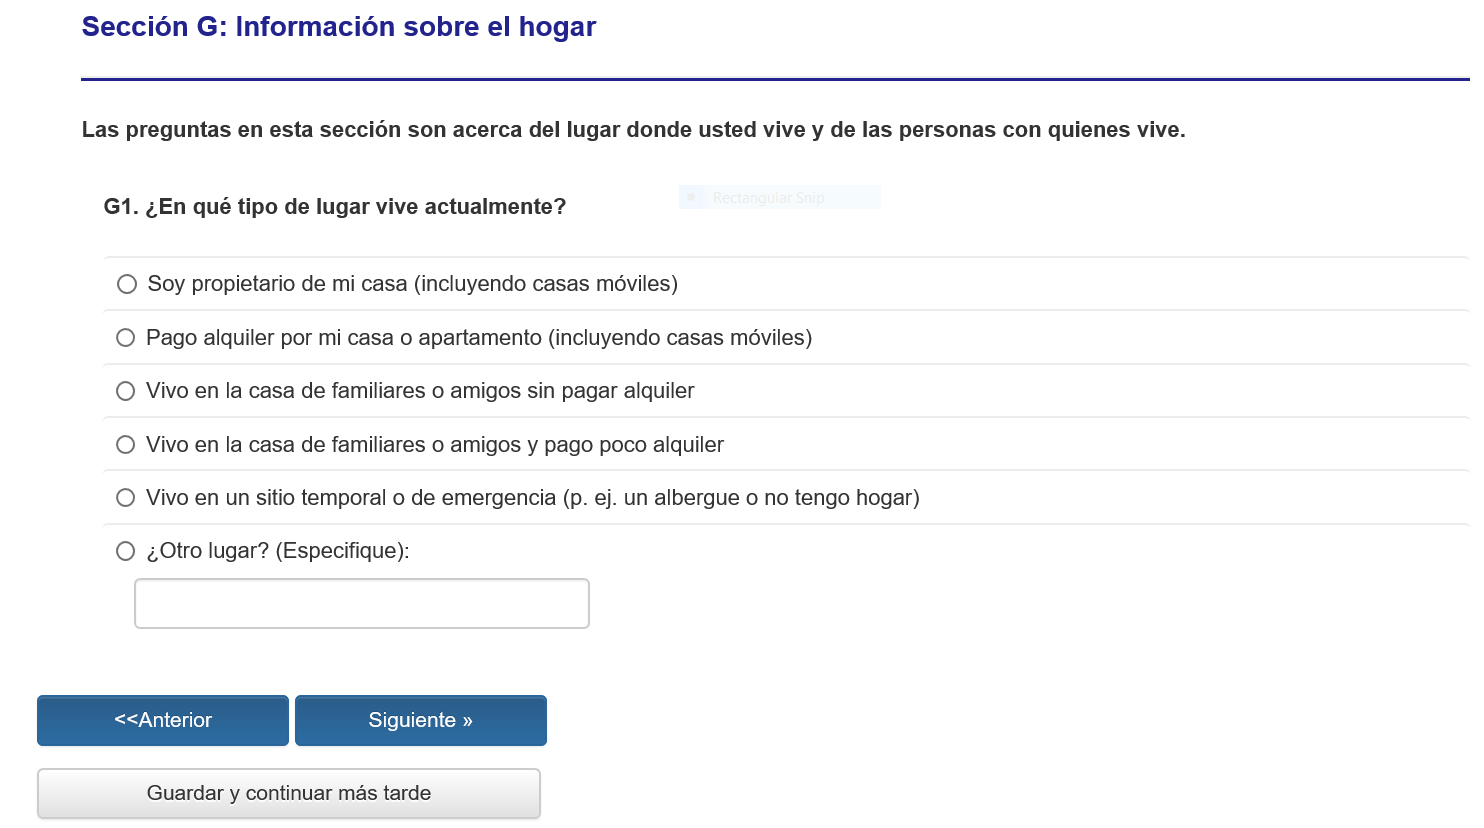 Sección G: Información sobre el hogar
Las preguntas en esta sección son acerca del lugar donde usted vive y de las personas con quienes vive.
Rectangular Snip
G1. ¿En qué tipo de lugar vive actualmente?
Soy propietario de mi casa (incluyendo casas móviles)
Pago alquiler por mi casa o apartamento (incluyendo casas móviles)
Vivo en la casa de familiares o amigos sin pagar alquiler
Vivo en la casa de familiares o amigos y pago poco alquiler
Vivo en un sitio temporal o de emergencia (p. ej. un albergue o no tengo hogar)
¿Otro lugar? (Especifique):
<<Anterior
Siguiente »
Guardar y continuar más tarde